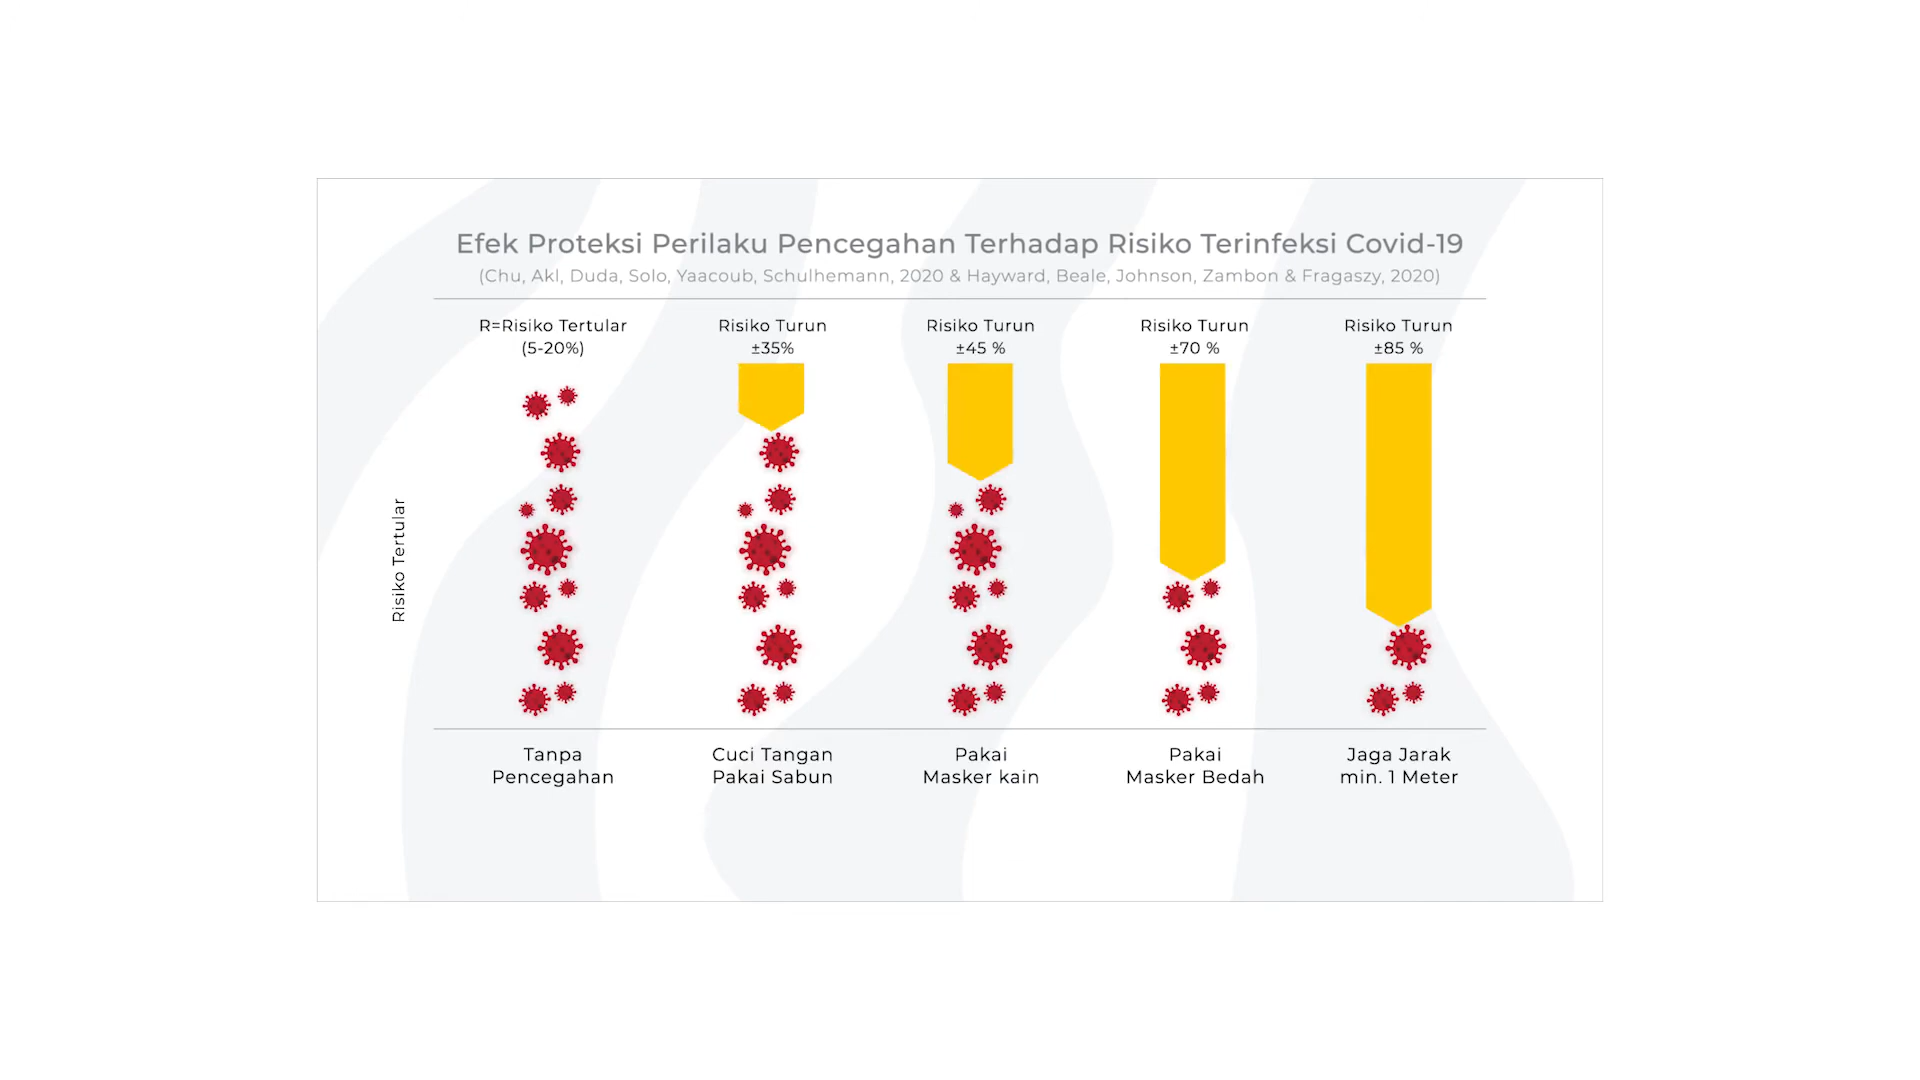 Efek Proteksi Perilaku Pencegahan Terhadap Risiko Terinfeksi Covid-19
(Chu, Akl, Duda, Solo, Yaacoub, Schulhemann, 2020 & Hayward, Beale, Johnson, Zambon & Fragaszy, 2020)
R=Risiko Tertular
(5-20%)
Risiko Turun
±35%
Risiko Turun
±45 %
Risiko Turun
±70 %
Risiko Turun
±85 %
Risiko Tertular
Tanpa
Pencegahan
Cuci Tangan
Pakai Sabun
Pakai
Masker kain
Pakai
Masker Bedah
Jaga Jarak
min. 1 Meter